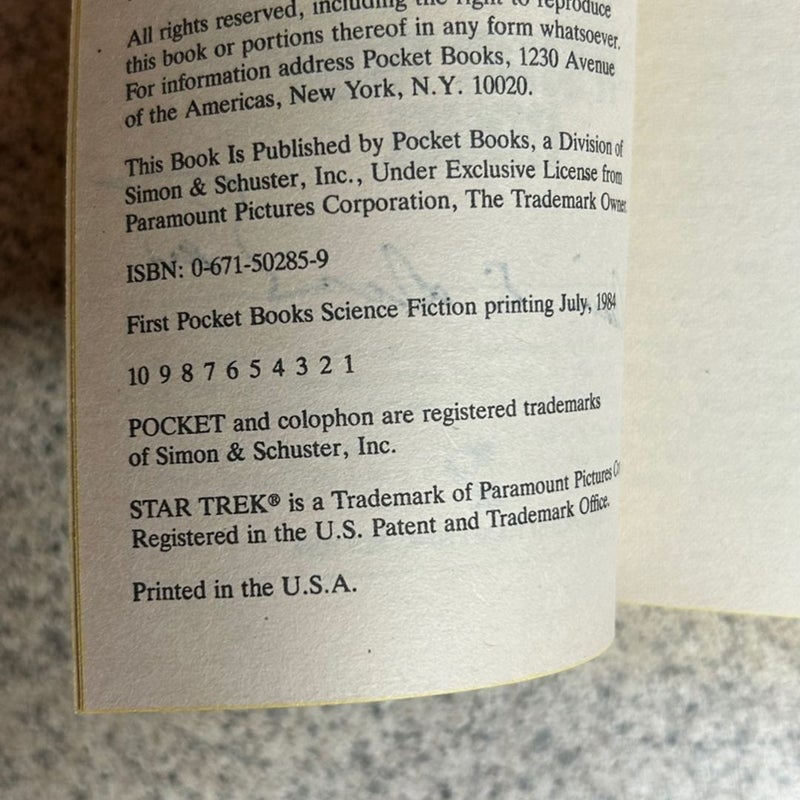 All rights reserved, including the right to reproduce
this book or portions thereof in any form whatsoever.
For information address Pocket Books, 1230 Avenue
of the Americas, New York, N.Y. 10020.
This Book Is Published by Pocket Books, a Division of
Simon & Schuster, Inc., Under Exclusive License from
Paramount Pictures Corporation, The Trademark Owner.
ISBN: 0-671-50285-9
First Pocket Books Science Fiction printing July, 1984
10 9 8 7 6 5 4 3 2 1
POCKET and colophon are registered trademarks
of Simon & Schuster, Inc.
STAR TREK® is a Trademark of Paramount Pictures
Registered in the U.S. Patent and Trademark Office.
Printed in the U.S.A.